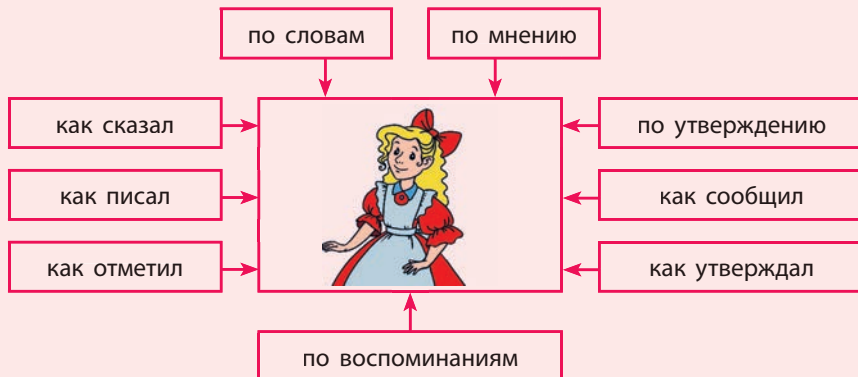 по словам
по мнению
как сказал
по утверждению
как писал
как сообщил
как отметил
как утверждал
по воспоминаниям